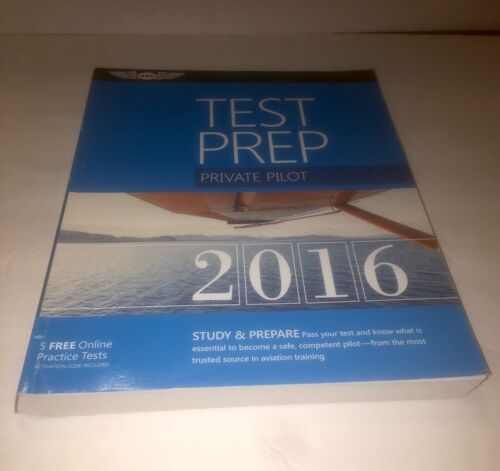 TEST
PREP
PRIVATE PILOT
2016
STUDY & PREPARE Pass your test and know what is
essential to become a safe, competent pilot—from the most
trusted source in aviation training
5 FREE Online
Practice Tests
ACTIVATION CODE INCLUDED